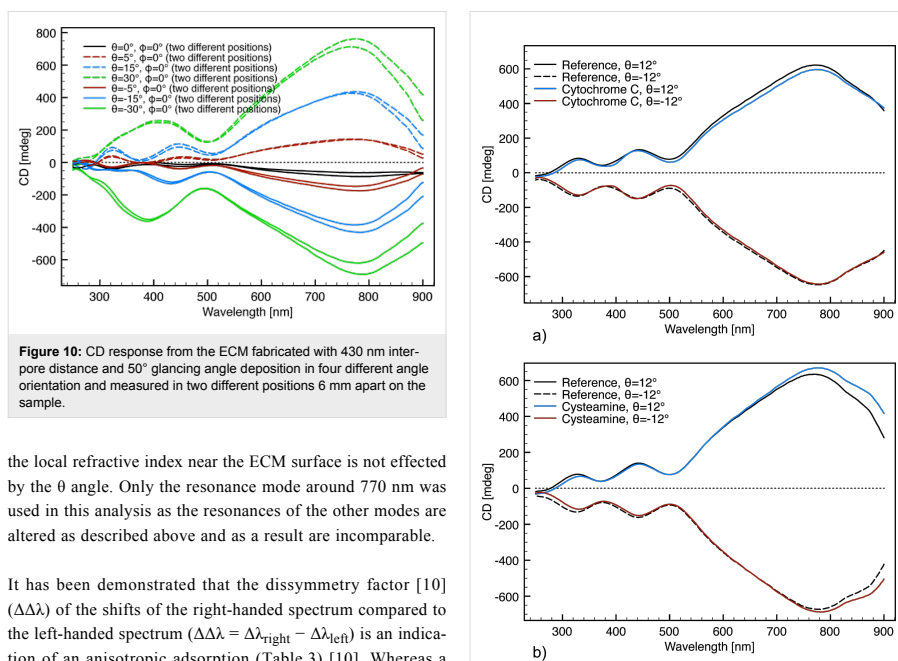 800
600
400
200
0
-200
-400
-600
CD [mdeg]
θ=0°, ϕ=0° (two different positions)
θ=5°, ϕ=0° (two different positions)
θ=15°, ϕ=0° (two different positions)
θ=30°, ϕ=0° (two different positions)
θ=-5°, ϕ=0° (two different positions)
θ=-15°, ϕ=0° (two different positions)
θ=-30°, ϕ=0° (two different positions)
300 400 500 600 700 800 900
Wavelength [nm]
Figure 10: CD response from the ECM fabricated with 430 nm inter-
pore distance and 50° glancing angle deposition in four different angle
orientation and measured in two different positions 6 mm apart on the
sample.
the local refractive index near the ECM surface is not effected
by the θ angle. Only the resonance mode around 770 nm was
used in this analysis as the resonances of the other modes are
altered as described above and as a result are incomparable.
It has been demonstrated that the dissymmetry factor [10]
(ΔΔλ) of the shifts of the right-handed spectrum compared to
the left-handed spectrum (ΔΔλ = Δλright − Δλleft) is an indica-
tion of an anisotropic adsorption (Table 3) [10]. Whereas a
600
400
200
0
-200
-400
-600
CD [mdeg]
Reference, θ=12°
Reference, θ=-12°
Cytochrome C, θ=12°
Cytochrome C, θ=-12°
300 400 500 600 700 800 900
Wavelength [nm]
a)
600
400
200
0
-200
-400
-600
CD [mdeg]
Reference, θ=12°
Reference, θ=-12°
Cysteamine, θ=12°
Cysteamine, θ=-12°
300 400 500 600 700 800 900
Wavelength [nm]
b)